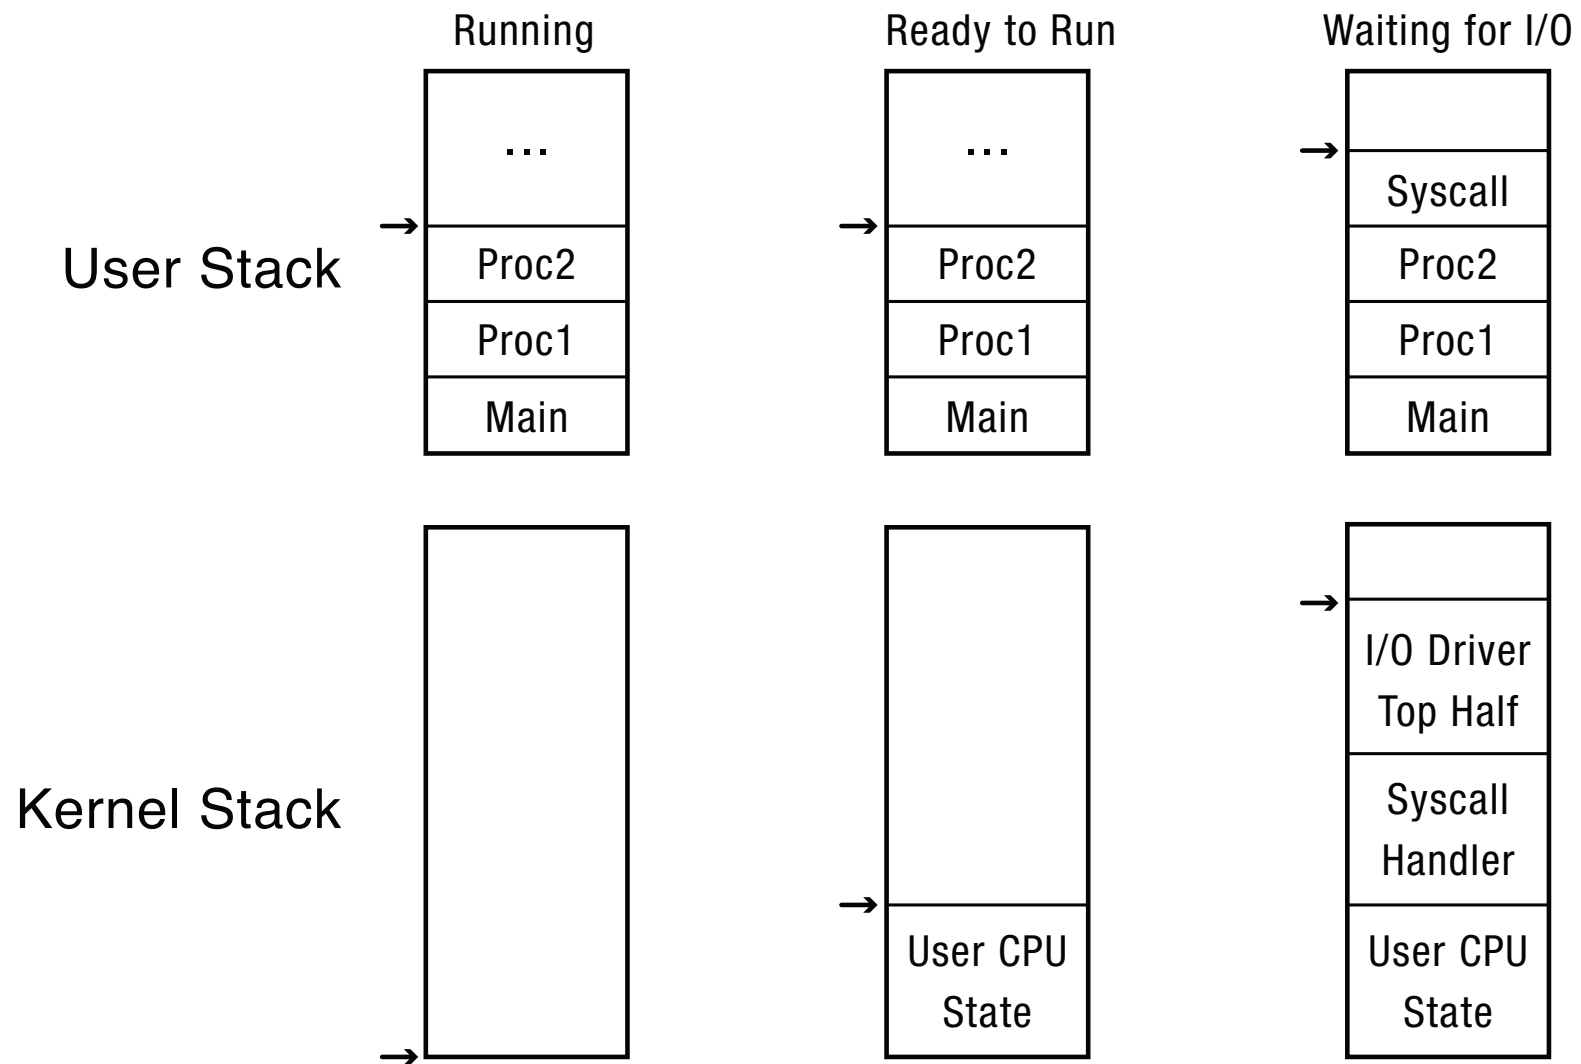 Running Ready to Run Waiting for I/O
... ...
Syscall
User Stack Proc2 Proc2 Proc2
Proc1 Proc1 Proc1
Main Main Main
I/O Driver
Top Half
Kernel Stack Syscall
Handler
User CPU User CPU
State State